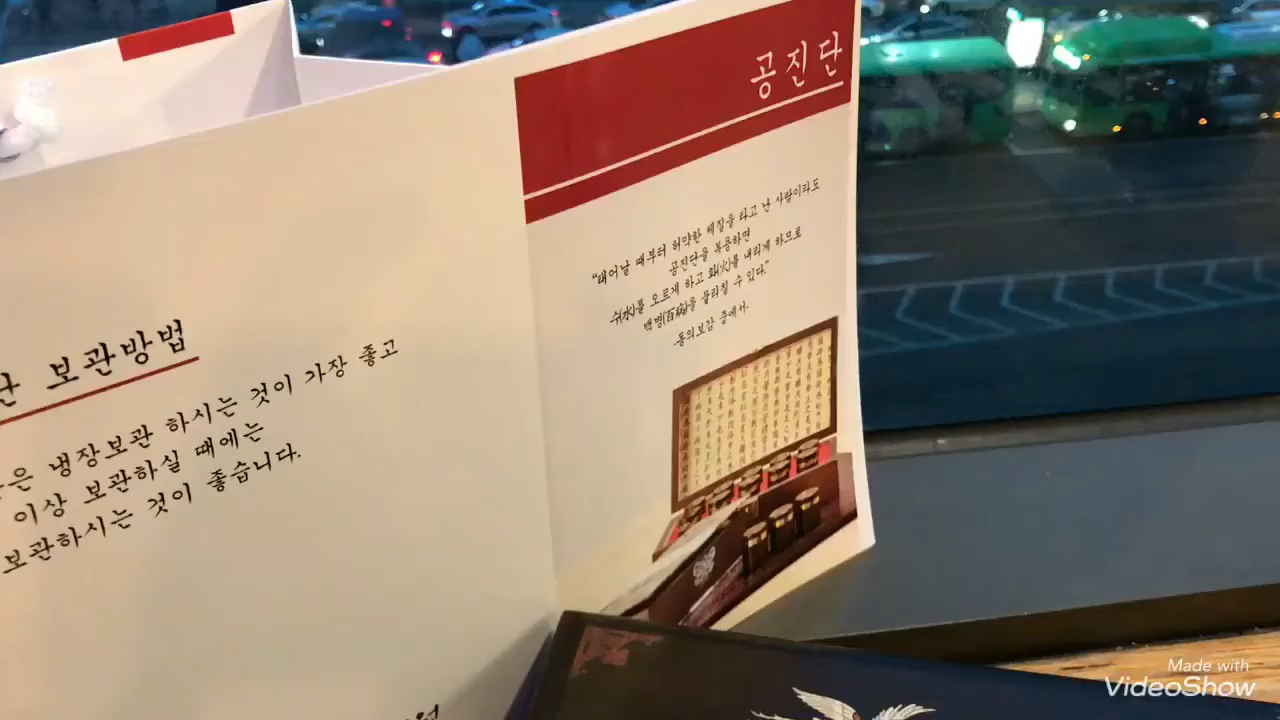 공진단
"태어날 때부터 허약한 체질을 타고 난 사람이라도
공진단을 복용하면
수(水)를 오르게 하고 화(火)를 내리게 하므로
백병(百病)을 물리칠 수 있다."
동의보감 중에서.
단 보관방법
은 냉장보관 하시는 것이 가장 좋고
이상 보관하실 때에는
보관하시는 것이 좋습니다.
Made with
VideoShow